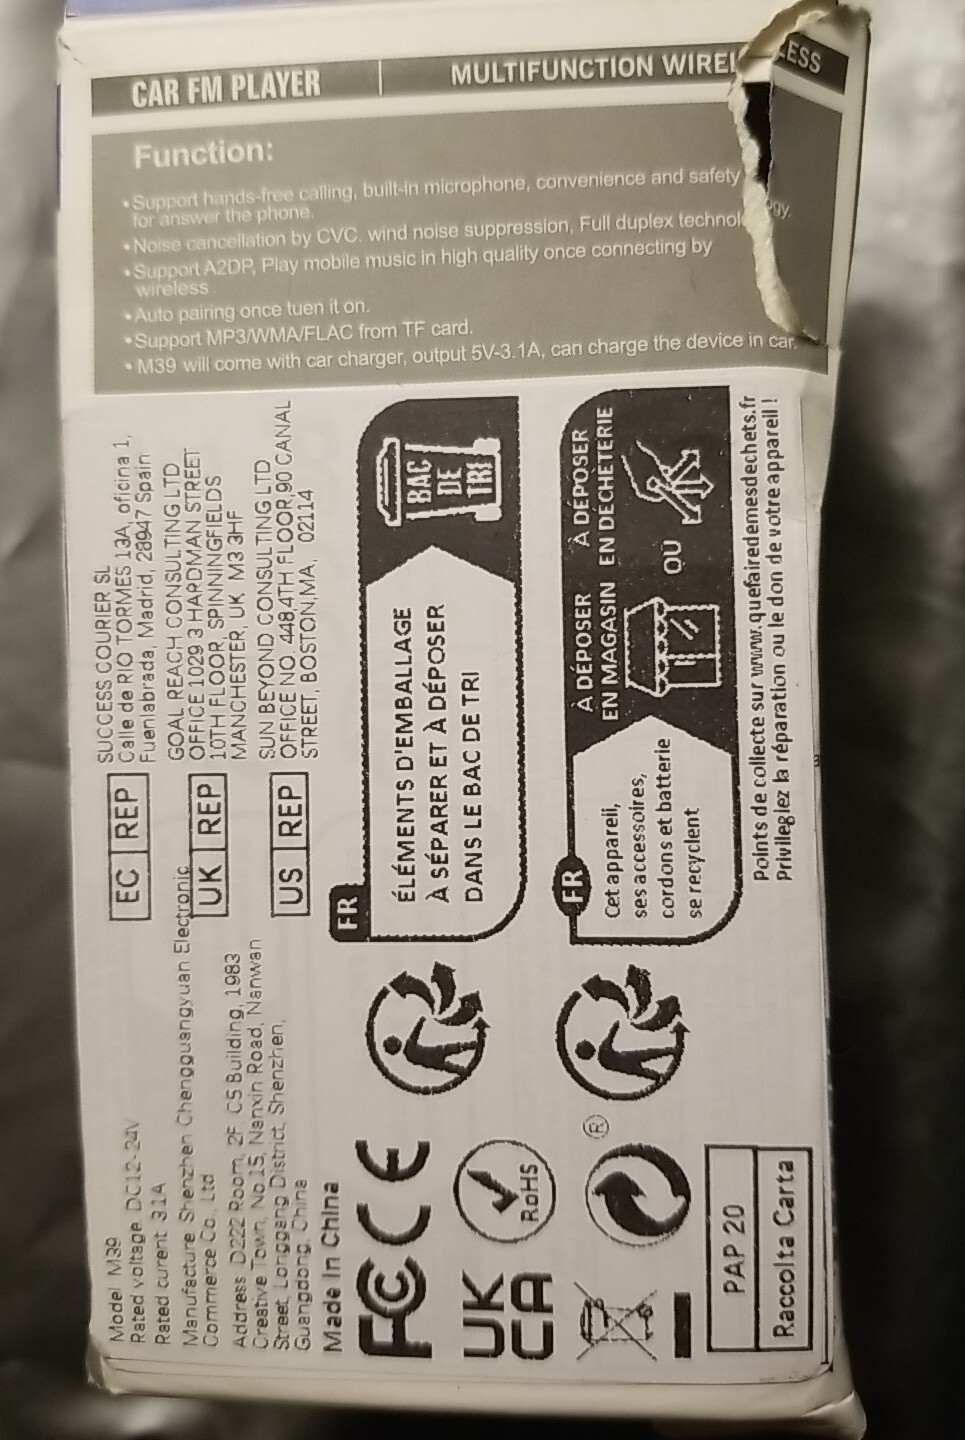 CAR FM PLAYER | MULTIFUNCTION WIRELESS
Function:
•Support hands-free calling, built-in microphone, convenience and safety
for answer the phone.
•Noise cancellation by CVC. wind noise suppression, Full duplex technology.
•Support A2DP, Play mobile music in high quality once connecting by
wireless.
•Auto pairing once tuen it on.
•Support MP3/WMA/FLAC from TF card.
•M39 will come with car charger, output 5V-3.1A, can charge the device in car.
Model M39
Rated voltage DC12-24V
Rated curent 3.1A
Manufacture Shenzhen Chengguangyuan Electronic
Commerce Co., Ltd
Address D222 Room, 2F C5 Building, 1983
Creative Town, No.15, Nanxin Road, Nanwan
Street, Longgang District, Shenzhen,
Guangdong, China
Made In China
EC REP
SUCCESS COURIER SL
Calle de RIO TORMES 13A, oficina 1,
Fuenlabrada, Madrid, 28947 Spain
UK REP
GOAL REACH CONSULTING LTD
OFFICE 1029 3 HARDMAN STREET
10TH FLOOR, SPINNINGFIELDS
MANCHESTER, UK M3 3HF
US REP
SUN BEYOND CONSULTING LTD
OFFICE NO. 448,4TH FLOOR,90 CANAL
STREET, BOSTON,MA, 02114
FC CE
UK
CA
RoHS
®
PAP 20
Raccolta Carta
FR
ÉLÉMENTS D'EMBALLAGE
À SÉPARER ET À DÉPOSER
DANS LE BAC DE TRI
BAC
DE
TRI
FR
Cet appareil,
ses accessoires,
cordons et batterie
se recyclent
À DÉPOSER
EN MAGASIN
OU
À DÉPOSER
EN DÉCHÈTERIE
Points de collecte sur www.quefairedemesdechets.fr
Privilegiez la réparation ou le don de votre appareil !